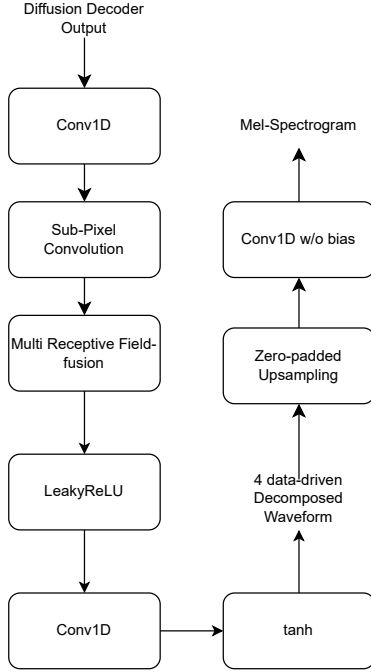 Diffusion Decoder
Output
Conv1D
Sub-Pixel
Convolution
Multi Receptive Field-
fusion
LeakyReLU
Conv1D
tanh
4 data-driven
Decomposed
Waveform
Zero-padded
Upsampling
Conv1D w/o bias
Mel-Spectrogram